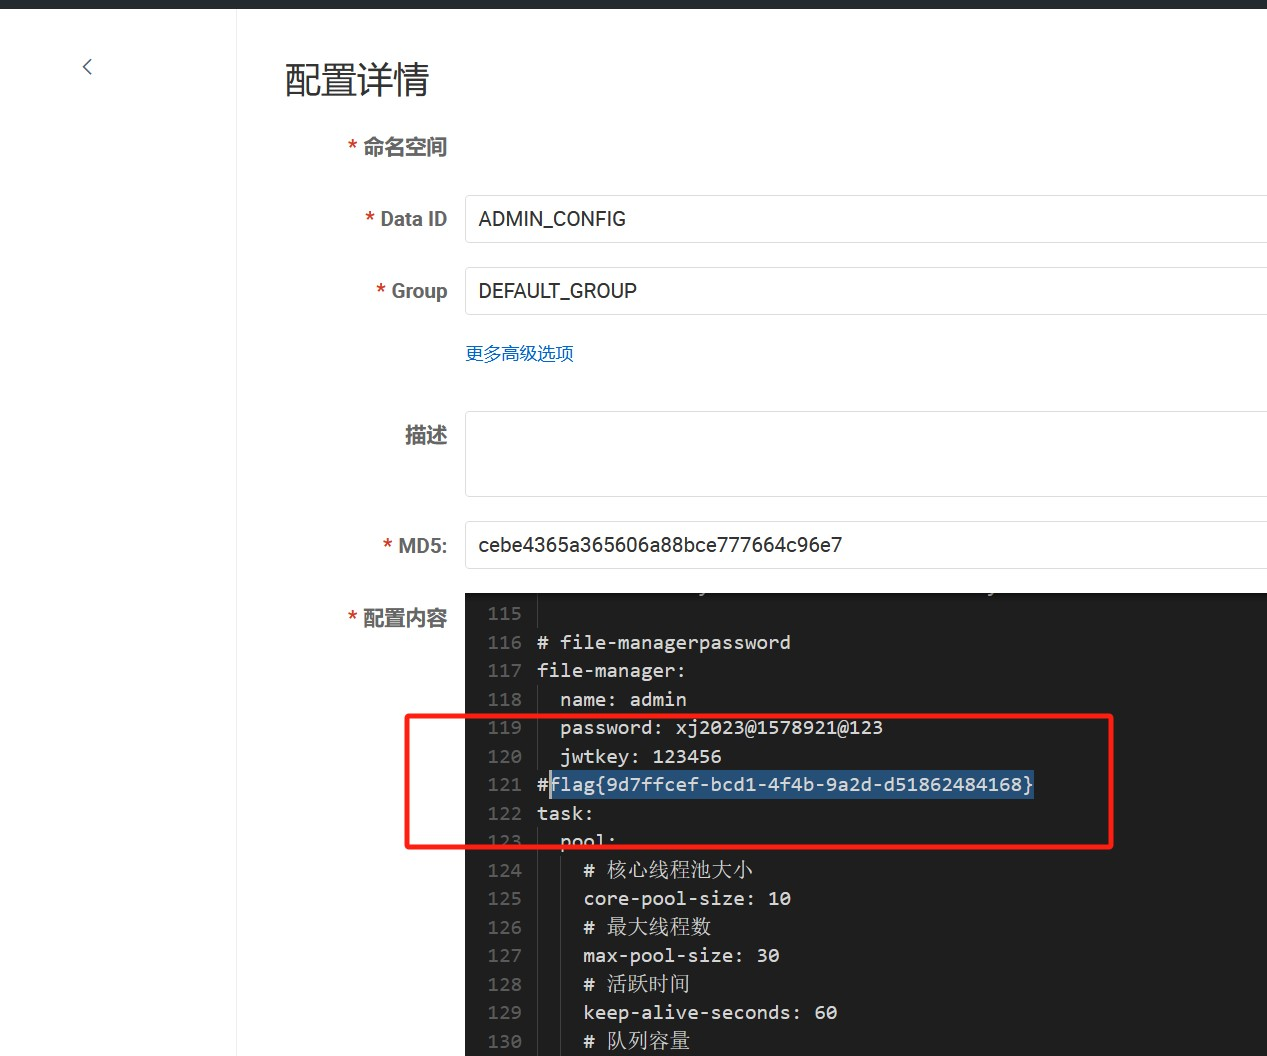 配置详情
* 命名空间
* Data ID ADMIN_CONFIG
* Group DEFAULT_GROUP
更多高级选项
描述
* MD5: cebe4365a365606a88bce777664c96e7
* 配置内容
115
116 # file-managerpassword
117 file-manager:
118 name: admin
119 password: xj2023@1578921@123
120 jwtkey: 123456
121 #flag{9d7ffcef-bcd1-4f4b-9a2d-d51862484168}
122 task:
123 pool:
124 # 核心线程池大小
125 core-pool-size: 10
126 # 最大线程数
127 max-pool-size: 30
128 # 活跃时间
129 keep-alive-seconds: 60
130 # 队列容量